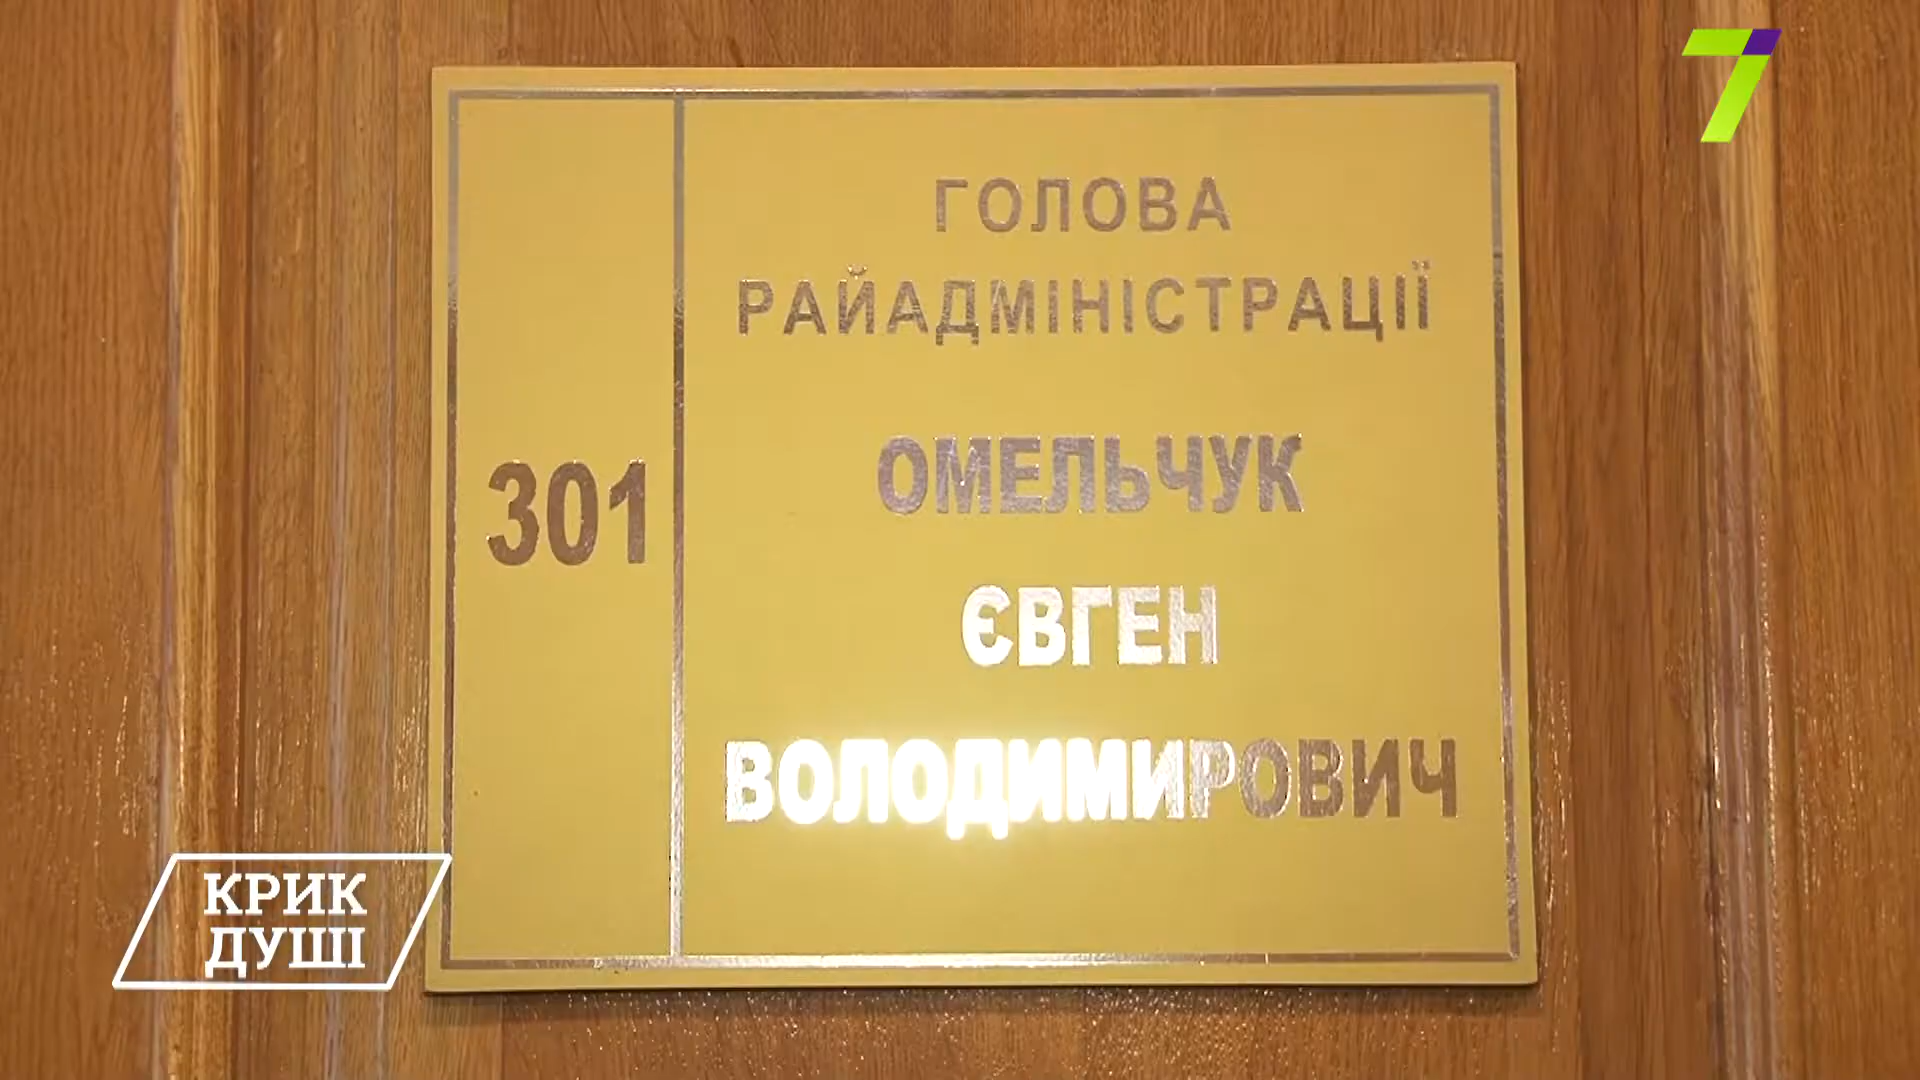 7
ГОЛОВА
РАЙАДМІНІСТРАЦІЇ
301
ОМЕЛЬЧУК
ЄВГЕН
ВОЛОДИМИРОВИЧ
КРИК
ДУШІ